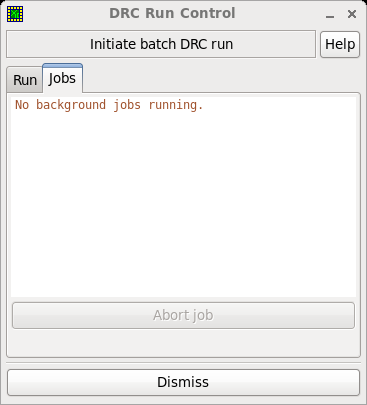 DRC Run Control
Initiate batch DRC run
Help
Run
Jobs
No background jobs running.
Abort job
Dismiss